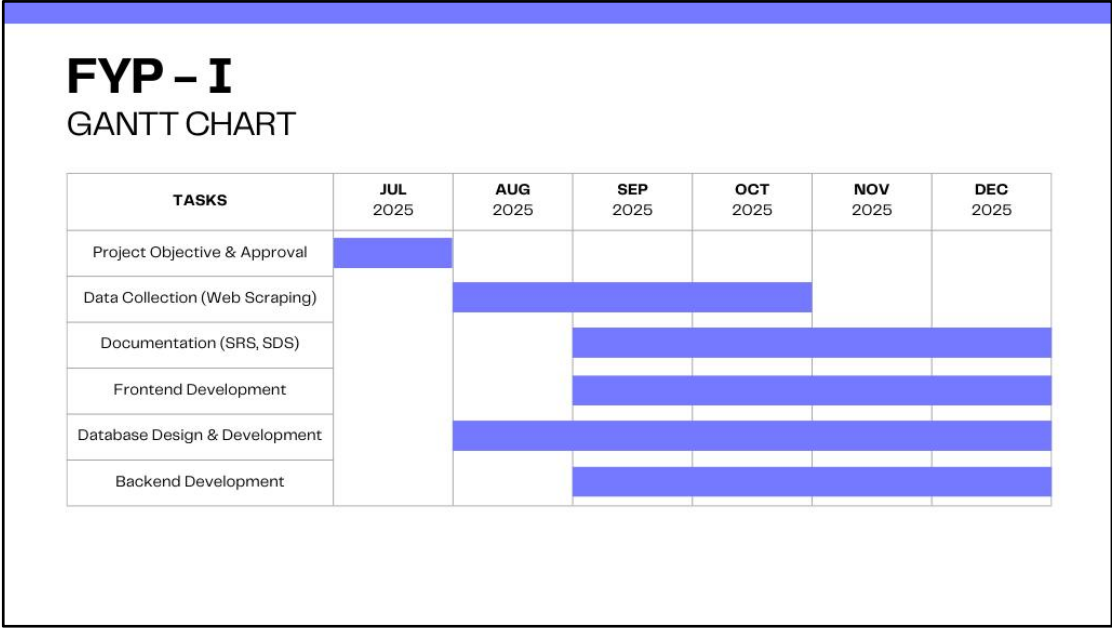 FYP – I
GANTT CHART
TASKS
JUL
2025
AUG
2025
SEP
2025
OCT
2025
NOV
2025
DEC
2025
Project Objective & Approval
Data Collection (Web Scraping)
Documentation (SRS, SDS)
Frontend Development
Database Design & Development
Backend Development